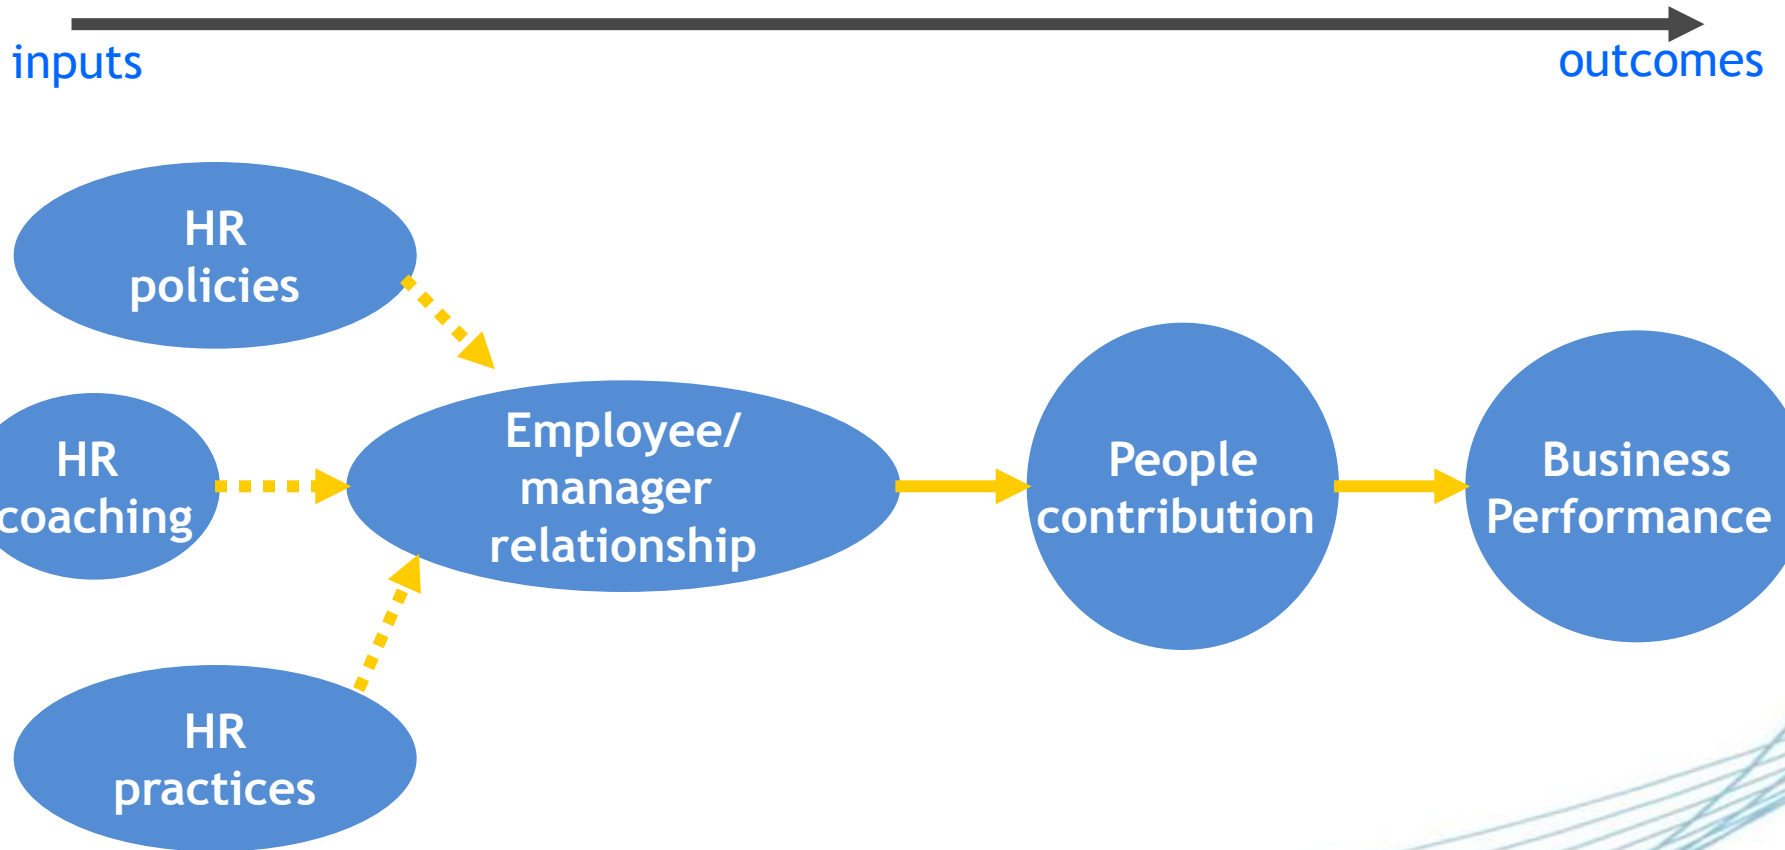 inputs
outcomes
HR
policies
HR
coaching
Employee/
manager
relationship
People
contribution
Business
Performance
HR
practices